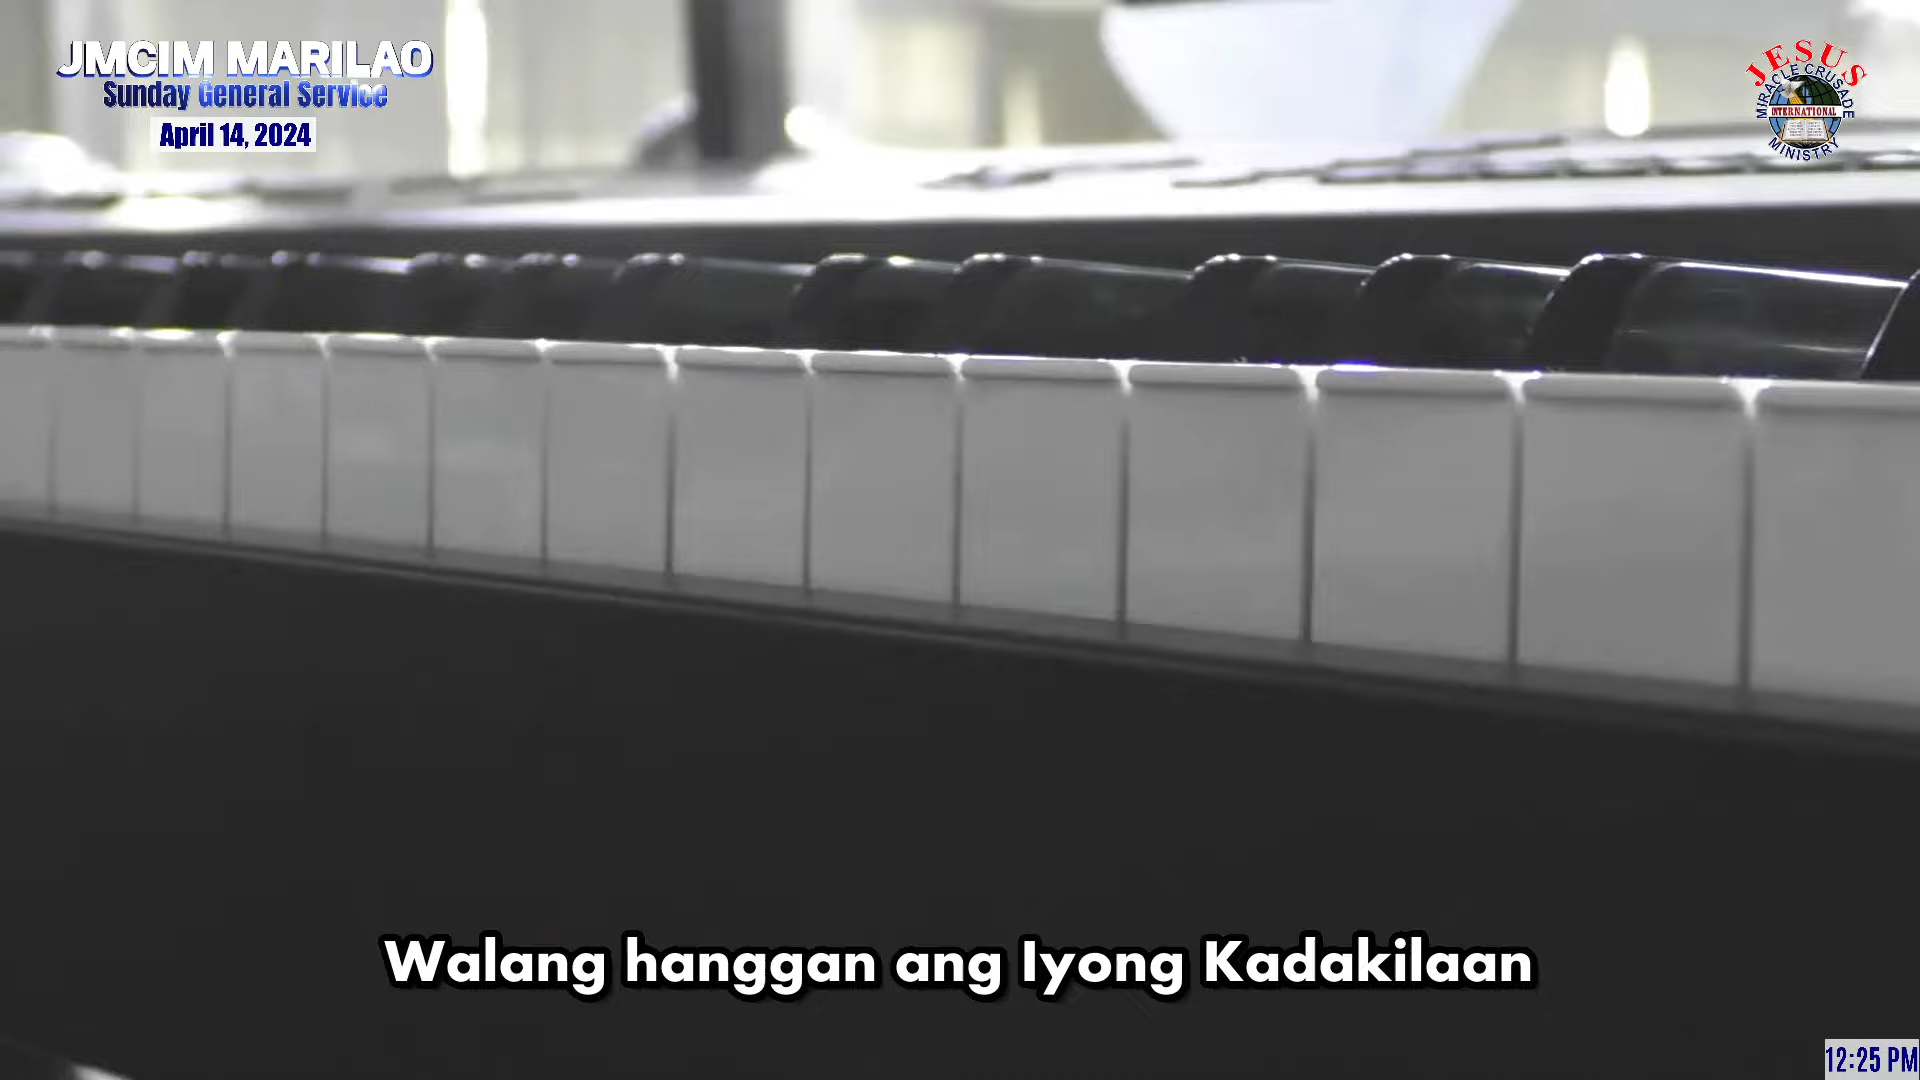 JMCIM MARILAO
Sunday General Service
April 14, 2024
JESUS
MIRACLE CRUSADE
INTERNATIONAL
MINISTRY
Walang hanggan ang Iyong Kadakilaan
12:25 PM